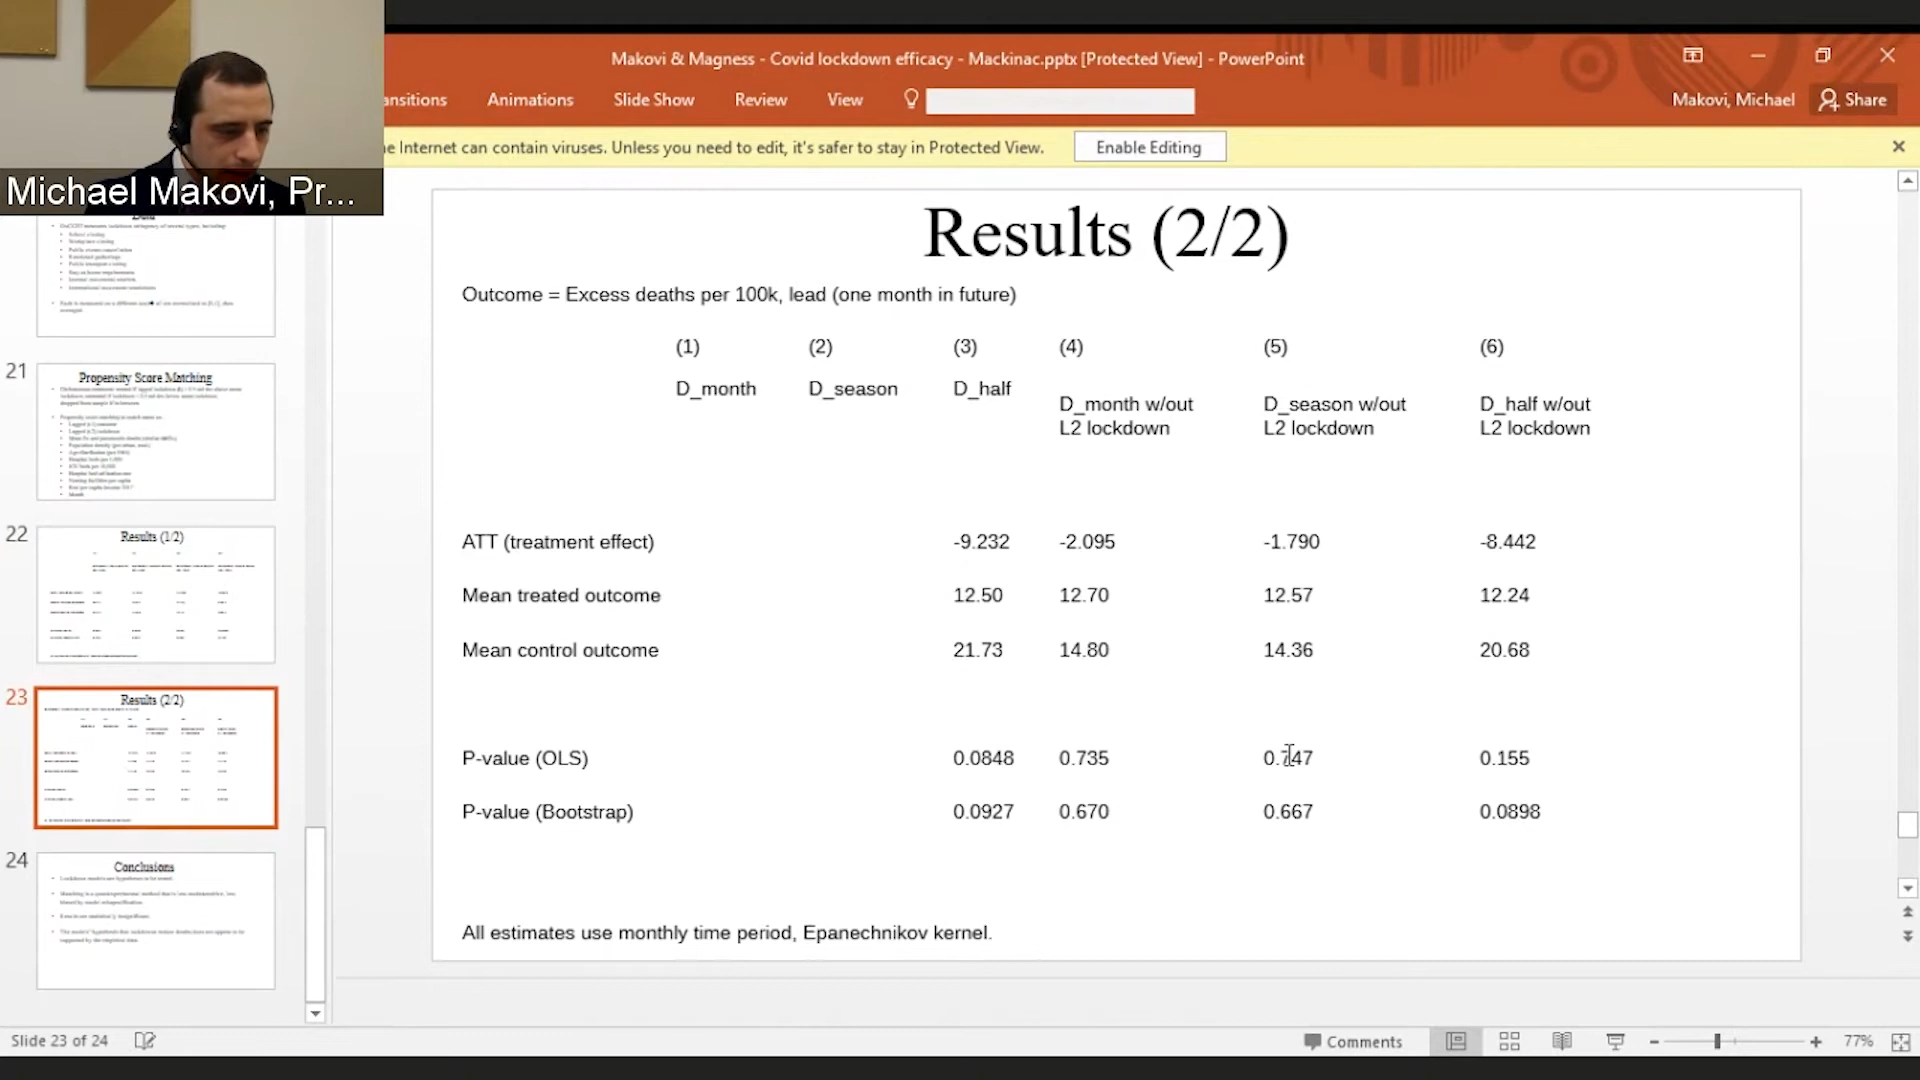 Makovi & Magness - Covid lockdown efficacy - Mackinac.pptx [Protected View] - PowerPoint
ansitions Animations Slide Show Review View Makovi, Michael Share
e Internet can contain viruses. Unless you need to edit, it's safer to stay in Protected View. Enable Editing
Michael Makovi, Pr...
21
Propensity Score Matching
22
Results (1/2)
23
Results (2/2)
24
Conclusions
Results (2/2)
Outcome = Excess deaths per 100k, lead (one month in future)
(1) (2) (3) (4) (5) (6)
D_month D_season D_half
D_month w/out D_season w/out D_half w/out
L2 lockdown L2 lockdown L2 lockdown
ATT (treatment effect) -9.232 -2.095 -1.790 -8.442
Mean treated outcome 12.50 12.70 12.57 12.24
Mean control outcome 21.73 14.80 14.36 20.68
P-value (OLS) 0.0848 0.735 0.747 0.155
P-value (Bootstrap) 0.0927 0.670 0.667 0.0898
All estimates use monthly time period, Epanechnikov kernel.
Slide 23 of 24 Comments 77%